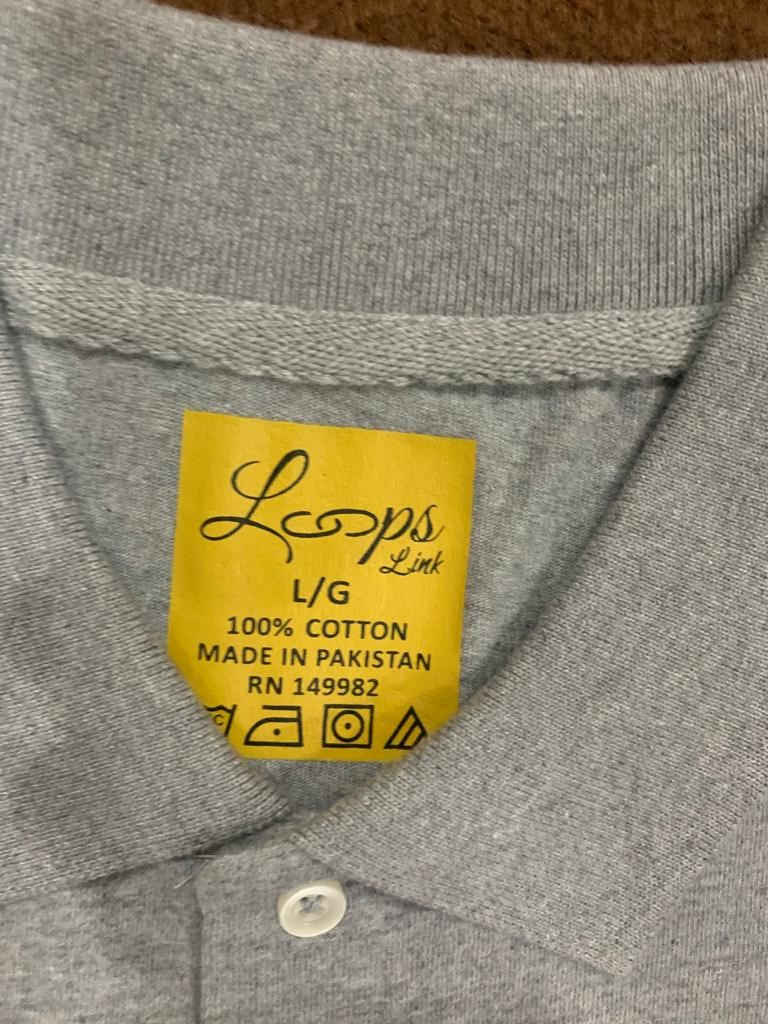 Loops
Link
L/G
100% COTTON
MADE IN PAKISTAN
RN 149982